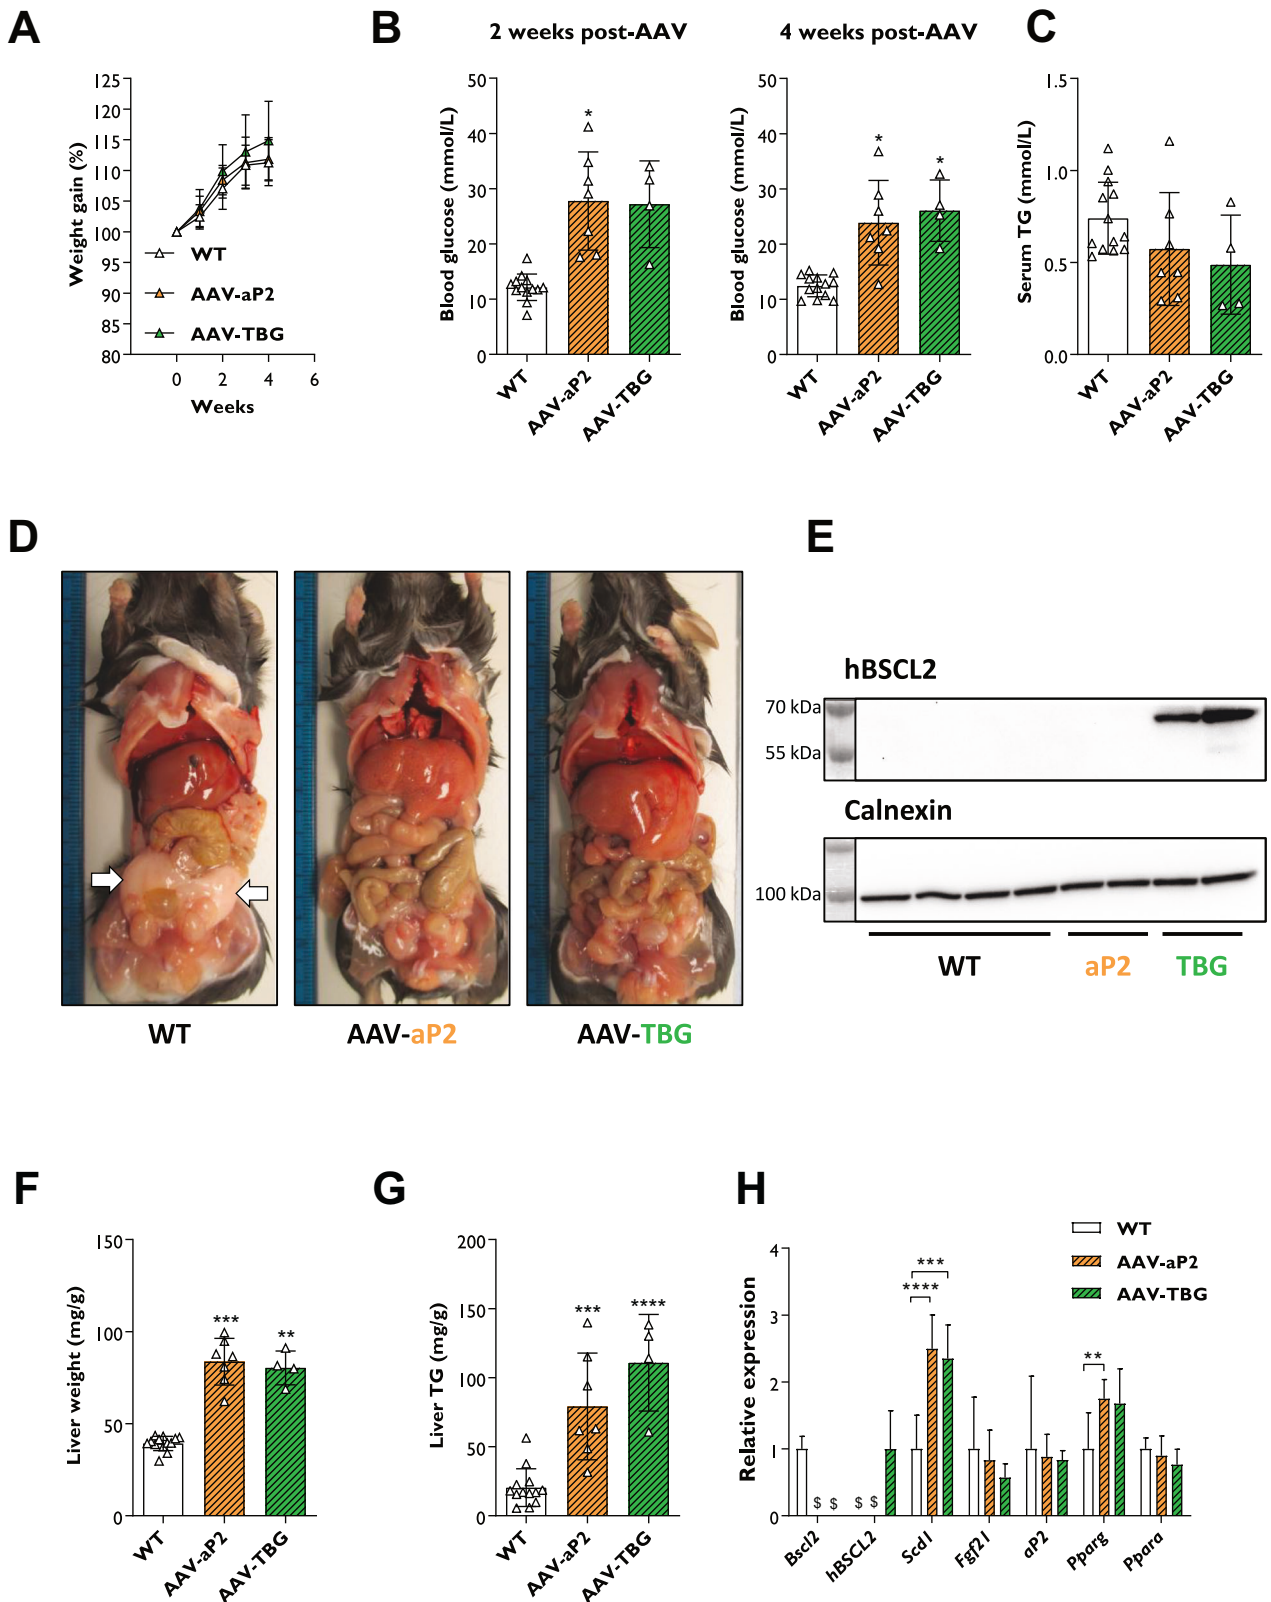 A
Weight gain (%)
125
120
115
110
105
100
95
90
85
80
WT
AAV-aP2
AAV-TBG
0 2 4 6
Weeks
B
2 weeks post-AAV
Blood glucose (mmol/L)
50
40
30
20
10
0
*
WT
AAV-aP2
AAV-TBG
4 weeks post-AAV
Blood glucose (mmol/L)
50
40
30
20
10
0
*
*
WT
AAV-aP2
AAV-TBG
C
Serum TG (mmol/L)
1.5
1.0
0.5
0.0
WT
AAV-aP2
AAV-TBG
D
WT
AAV-aP2
AAV-TBG
E
hBSCL2
70 kDa
55 kDa
Calnexin
100 kDa
WT
aP2
TBG
F
Liver weight (mg/g)
150
100
50
0
***
**
WT
AAV-aP2
AAV-TBG
G
Liver TG (mg/g)
200
150
100
50
0
***
****
WT
AAV-aP2
AAV-TBG
H
Relative expression
4
3
2
1
0
WT
AAV-aP2
AAV-TBG
***
****
**
$ $ $ $
Bscl2
hBSCL2
Scd1
Fgf21
aP2
Pparg
Ppara